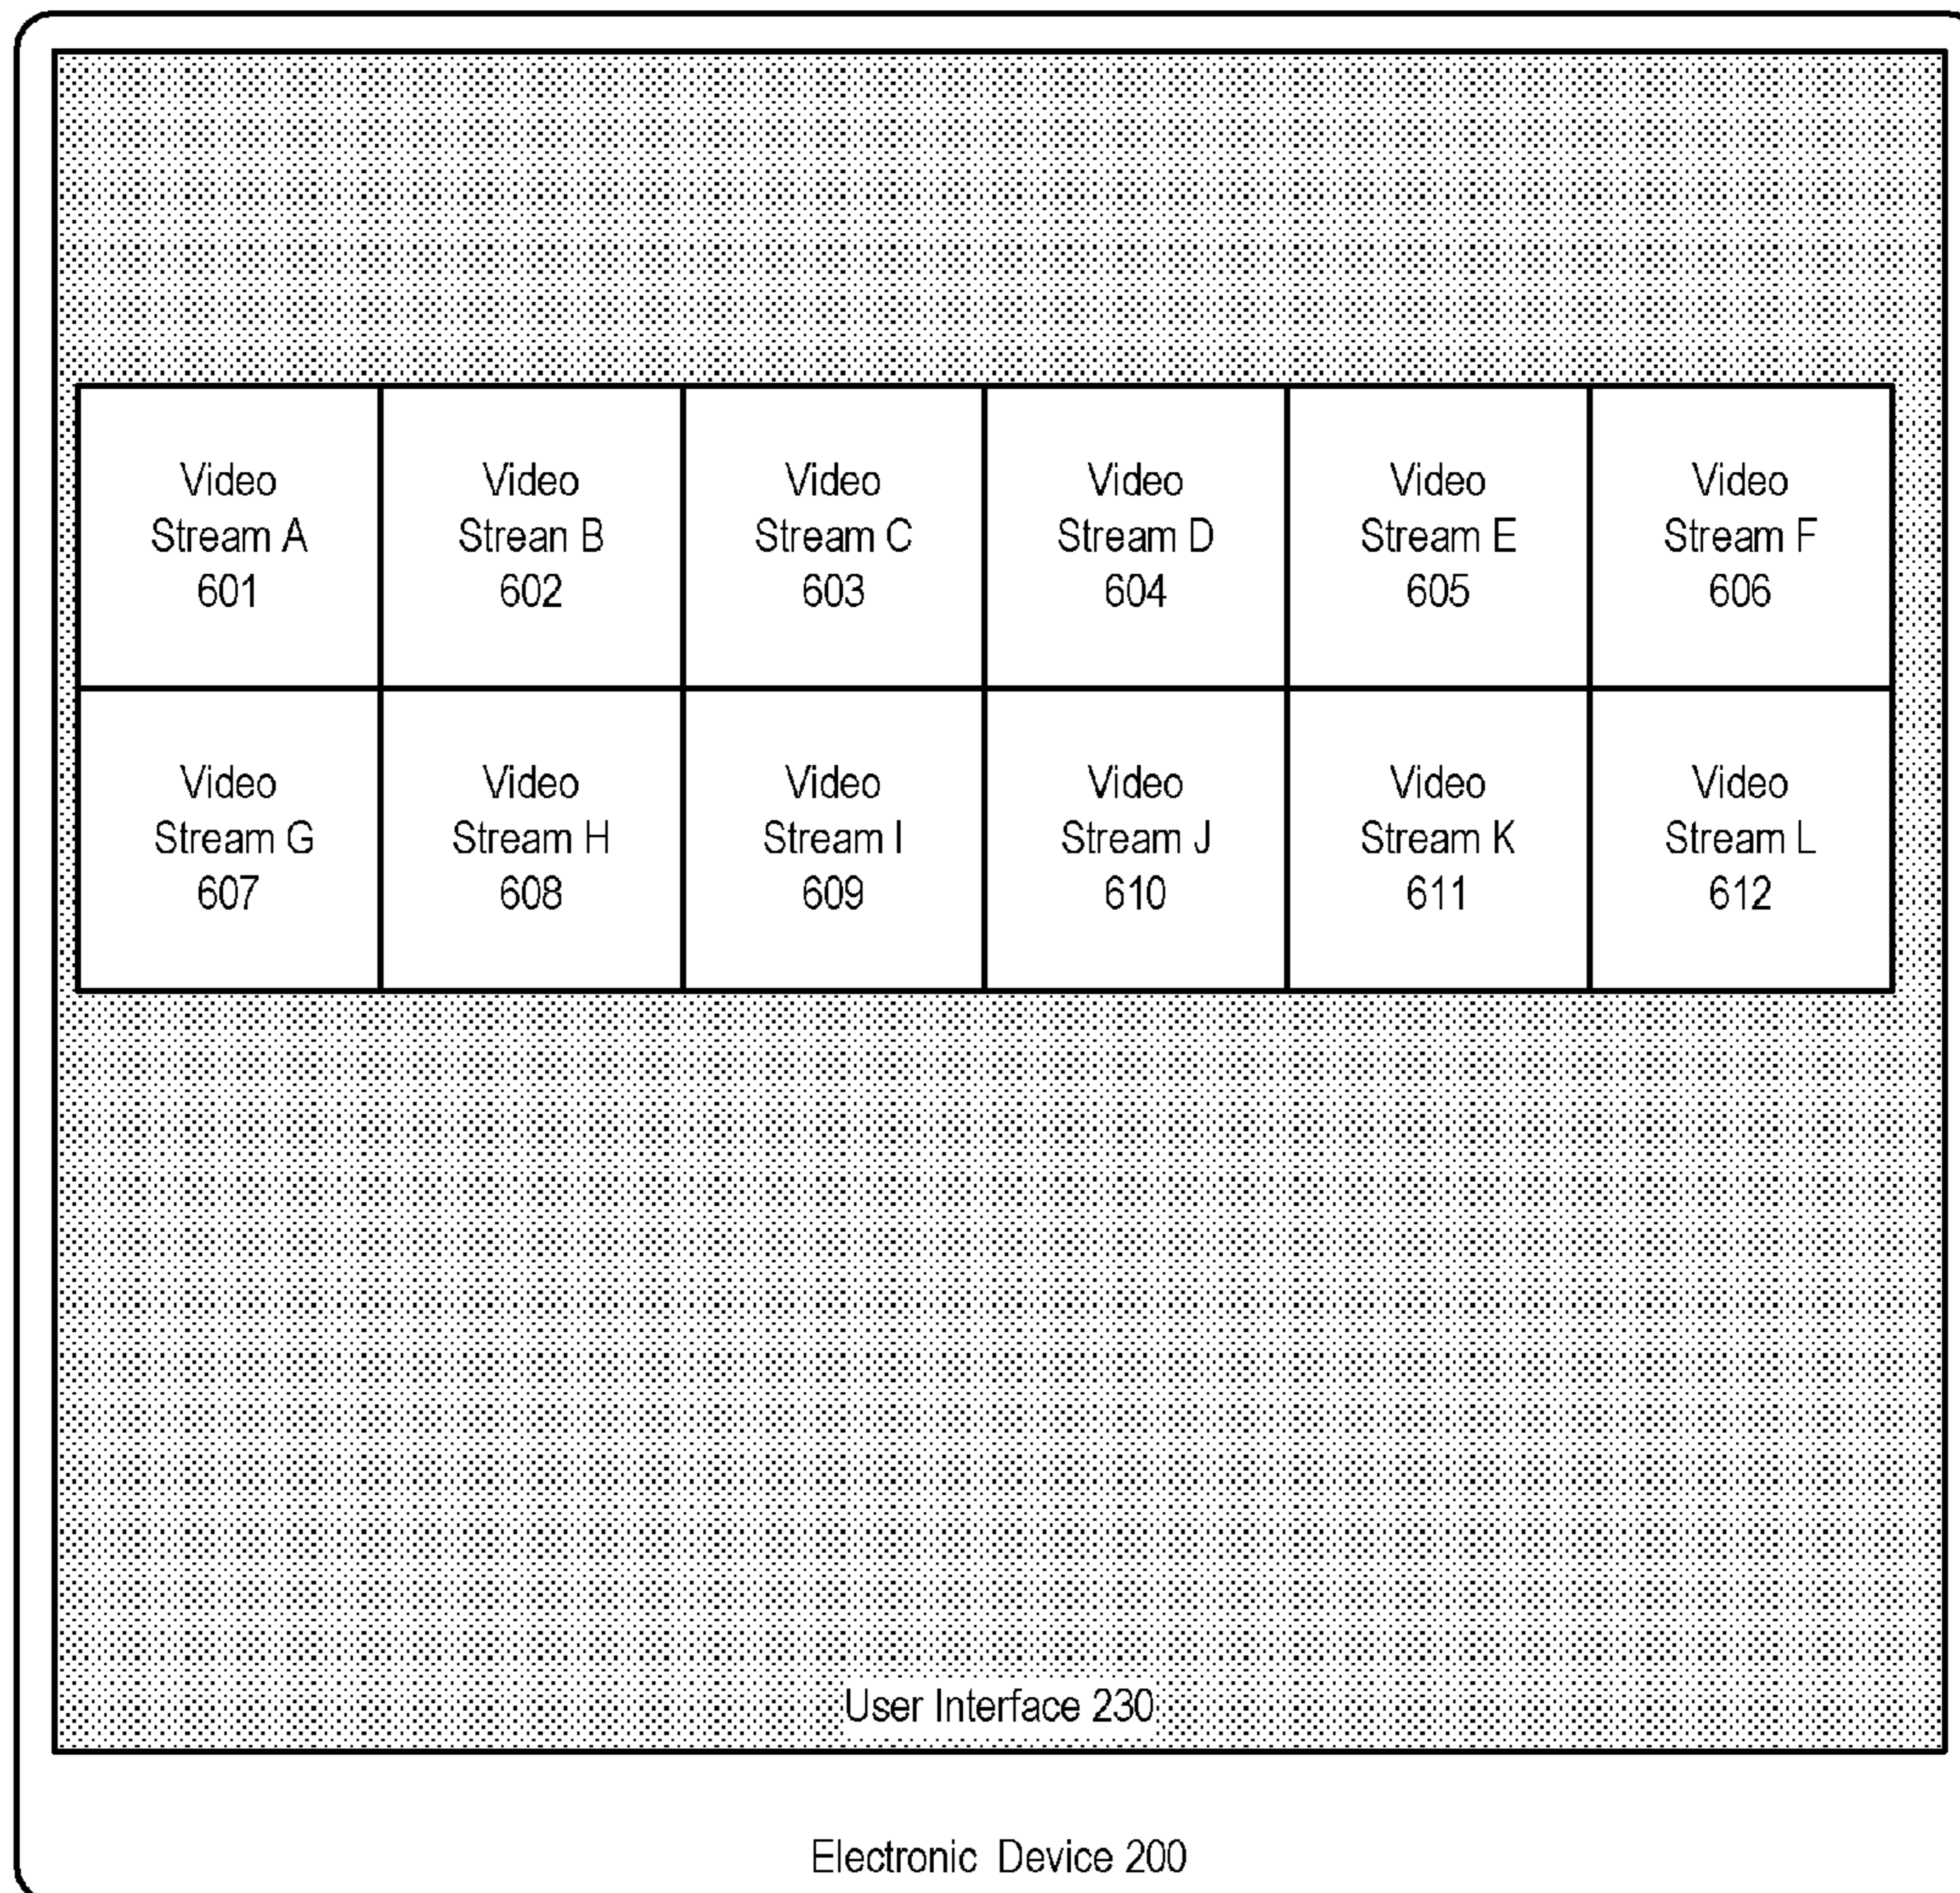 Video
Stream A
601
Video
Strean B
602
Video
Stream C
603
Video
Stream D
604
Video
Stream E
605
Video
Stream F
606
Video
Stream G
607
Video
Stream H
608
Video
Stream I
609
Video
Stream J
610
Video
Stream K
611
Video
Stream L
612
User Interface 230
Electronic Device 200